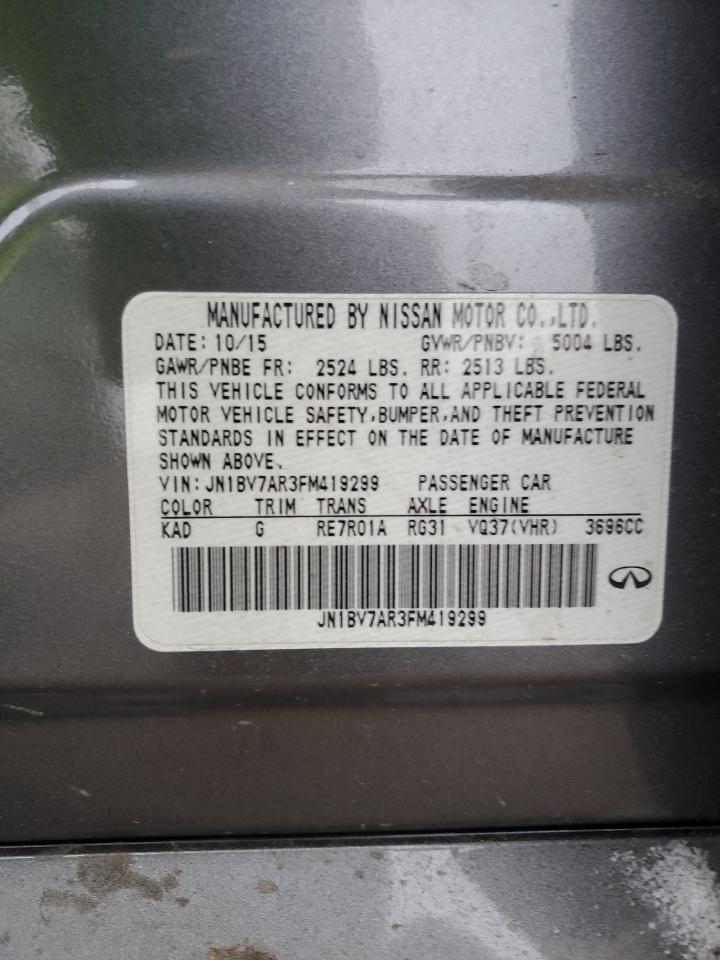 MANUFACTURED BY NISSAN MOTOR CO.,LTD.
DATE: 10/15 GVWR/PNBV: 5004 LBS.
GAWR/PNBE FR: 2524 LBS. RR: 2513 LBS.
THIS VEHICLE CONFORMS TO ALL APPLICABLE FEDERAL
MOTOR VEHICLE SAFETY,BUMPER,AND THEFT PREVENTION
STANDARDS IN EFFECT ON THE DATE OF MANUFACTURE
SHOWN ABOVE.
VIN:JN1BV7AR3FM419299 PASSENGER CAR
COLOR TRIM TRANS AXLE ENGINE
KAD G RE7R01A RG31 VQ37(VHR) 3696CC
JN1BV7AR3FM419299